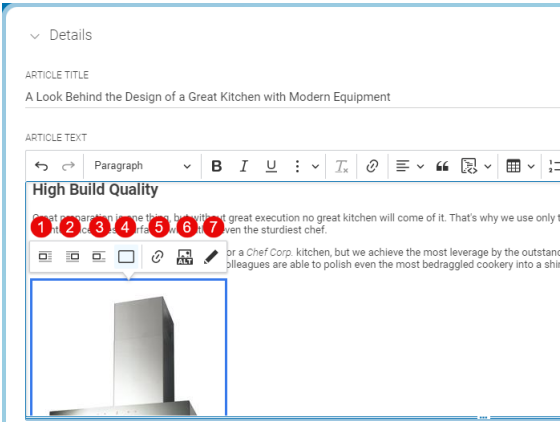 Details
ARTICLE TITLE
A Look Behind the Design of a Great Kitchen with Modern Equipment
ARTICLE TEXT
Paragraph
B I U
High Build Quality
Great preparation is one thing, but without great execution no great kitchen will come of it. That's why we use only
ven the sturdiest chef.
1 2 3 4 5 6 7
ALT
or a Chef Corp. kitchen, but we achieve the most leverage by the
olleagues are able to polish even the most bedraggled cookery into a